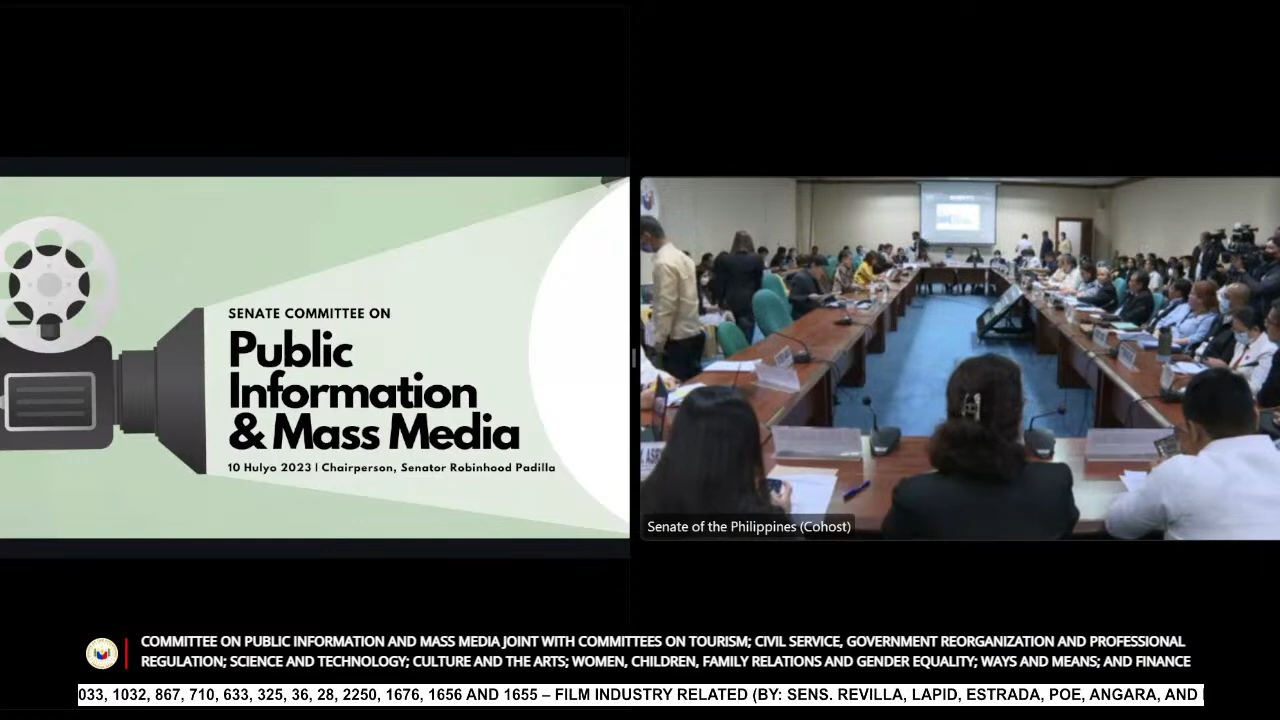 SENATE COMMITTEE ON
Public
Information
& Mass Media
10 Hulyo 2023 | Chairperson, Senator Robinhood Padilla
Senate of the Philippines (Cohost)
COMMITTEE ON PUBLIC INFORMATION AND MASS MEDIA JOINT WITH COMMITTEES ON TOURISM; CIVIL SERVICE, GOVERNMENT REORGANIZATION AND PROFESSIONAL
REGULATION; SCIENCE AND TECHNOLOGY; CULTURE AND THE ARTS; WOMEN, CHILDREN, FAMILY RELATIONS AND GENDER EQUALITY; WAYS AND MEANS; AND FINANCE
033, 1032, 867, 710, 633, 325, 36, 28, 2250, 1676, 1656 AND 1655 – FILM INDUSTRY RELATED (BY: SENS. REVILLA, LAPID, ESTRADA, POE, ANGARA, AND